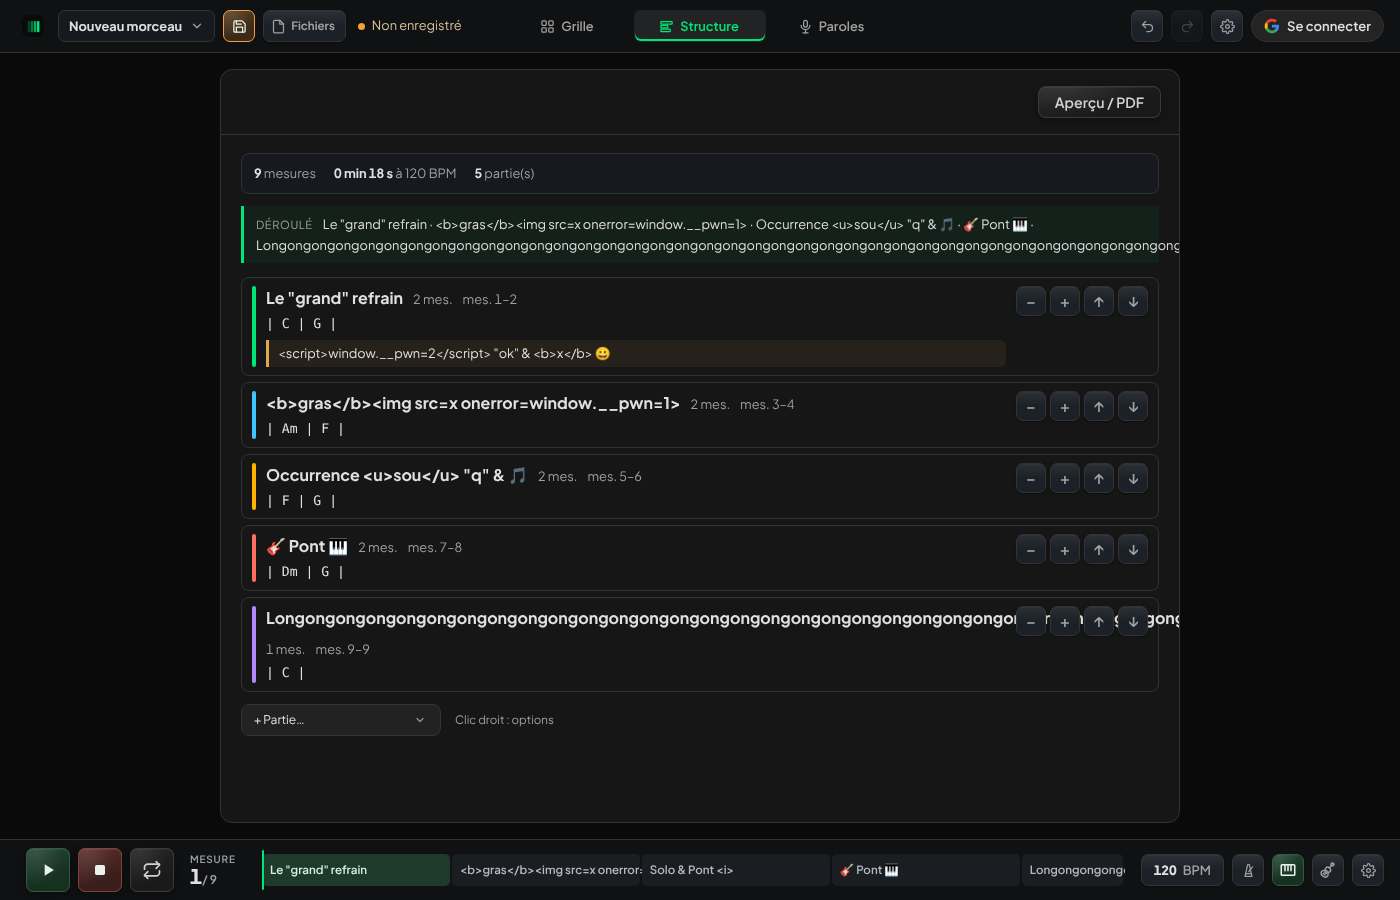 Nouveau morceau
Fichiers
Non enregistré
Grille
Structure
Paroles
Se connecter
Aperçu / PDF
9 mesures 0 min 18 s à 120 BPM 5 partie(s)
DÉROULÉ Le "grand" refrain · <b>gras</b><img src=x onerror=window.__pwn=1> · Occurrence <u>sou</u> "q" & 🎵 · 🎸 Pont 🎹 ·
Le "grand" refrain 2 mes. mes. 1–2
| C | G |
<script>window.__pwn=2</script> "ok" & <b>x</b> 😀
<b>gras</b><img src=x onerror=window.__pwn=1> 2 mes. mes. 3–4
| Am | F |
Occurrence <u>sou</u> "q" & 🎵 2 mes. mes. 5–6
| F | G |
🎸 Pont 🎹 2 mes. mes. 7–8
| Dm | G |
1 mes. mes. 9–9
| C |
+ Partie…
Clic droit : options
MESURE
1/9
Le "grand" refrain
<b>gras</b><img src=x onerror=
Solo & Pont <i>
🎸 Pont 🎹
Longongongong
120 BPM